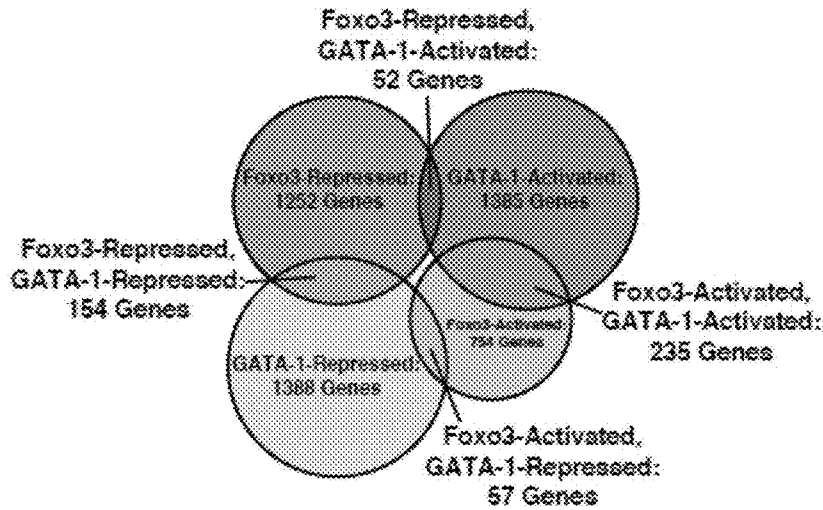 Foxo3-Repressed,
GATA-1-Activated:
52 Genes
Foxo3-Repressed:
1252 Genes
GATA-1-Activated:
1385 Genes
Foxo3-Repressed,
GATA-1-Repressed:
154 Genes
Foxo3-Activated,
GATA-1-Activated:
235 Genes
Foxo3-Activated:
754 Genes
GATA-1-Repressed:
1388 Genes
Foxo3-Activated,
GATA-1-Repressed:
57 Genes